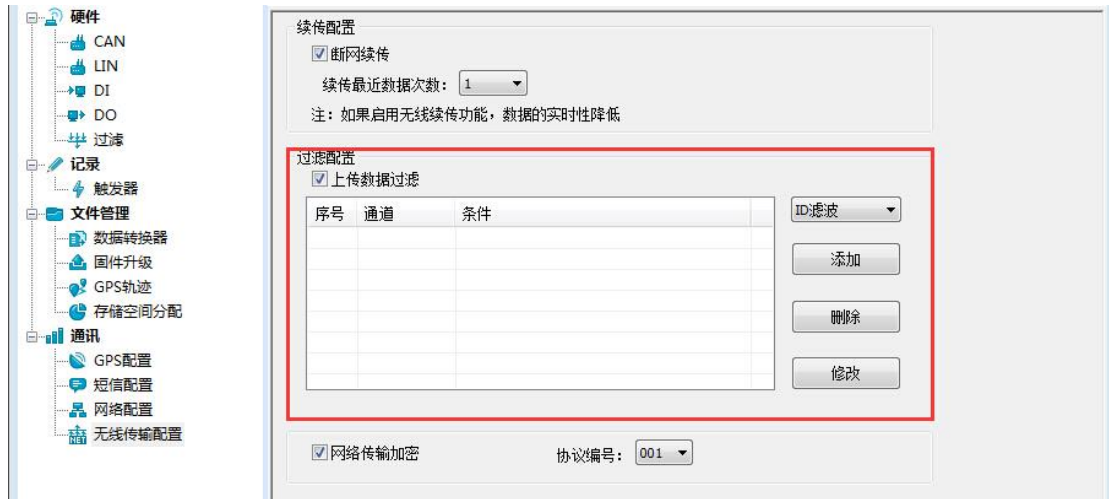 硬件
CAN
LIN
DI
DO
过滤
记录
触发器
文件管理
数据转换器
固件升级
GPS轨迹
存储空间分配
通讯
GPS配置
短信配置
网络配置
无线传输配置
续传配置
断网续传
续传最近数据次数： 1
注：如果启用无线续传功能，数据的实时性降低
过滤配置
上传数据过滤
序号 通道 条件
ID滤波
添加
删除
修改
网络传输加密 协议编号： 001